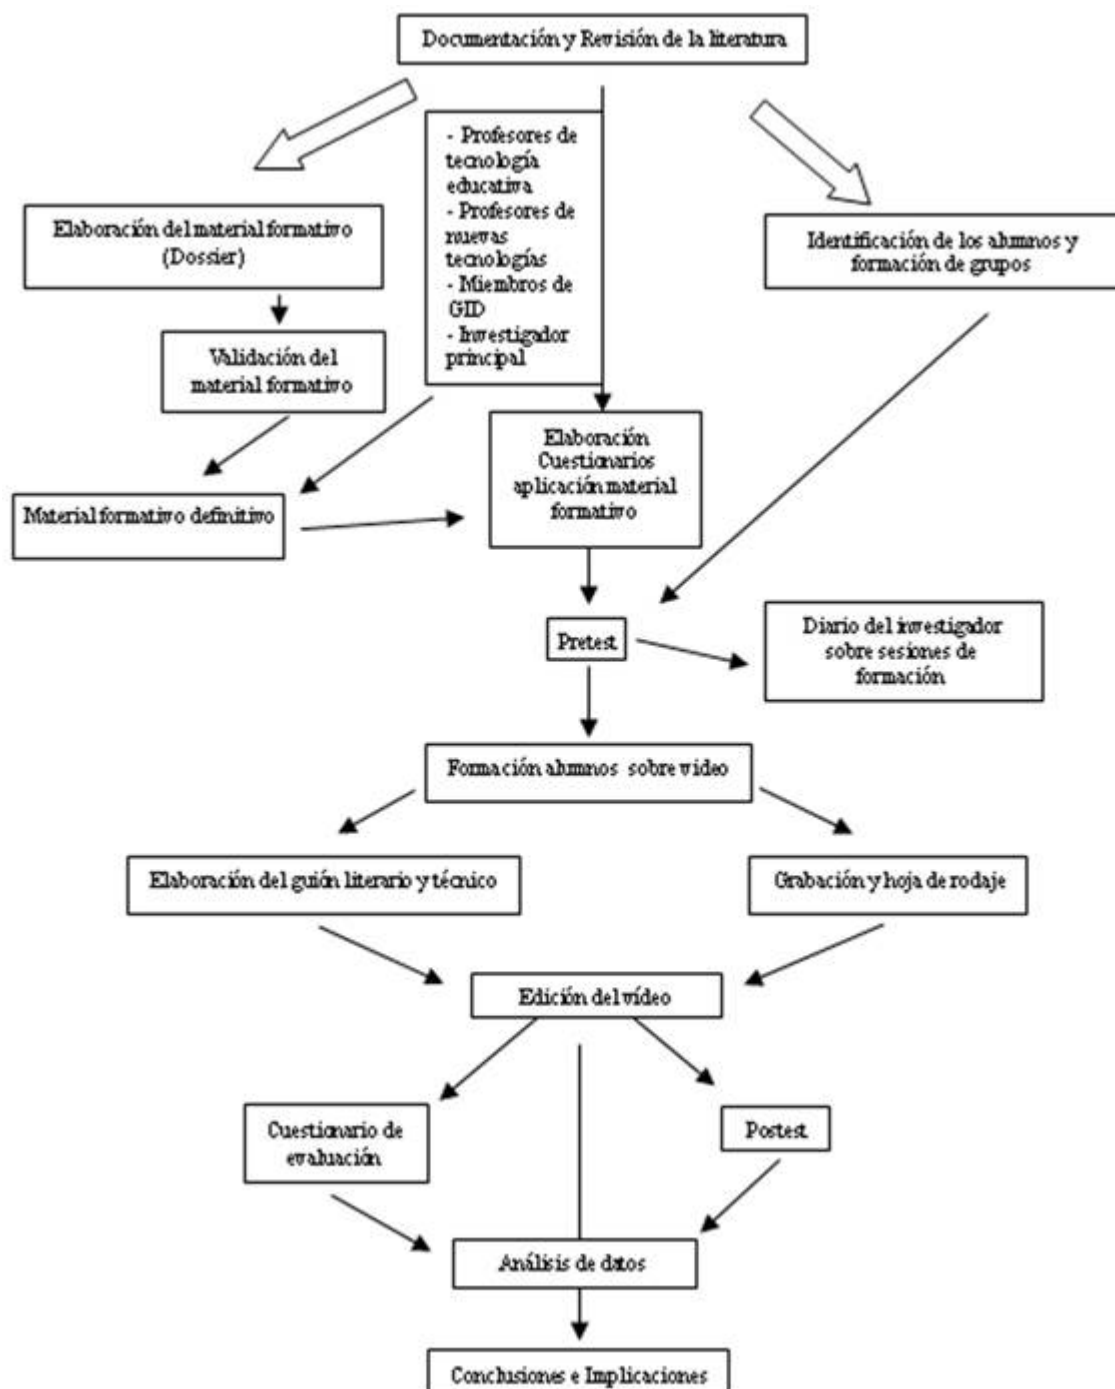 Documentación y Revisión de la literatura
- Profesores de
tecnología
educativa
- Profesores de
nuevas
tecnologías
- Miembros de
GID
- Investigador
principal
Elaboración del material formativo
(Dossier)
Identificación de los alumnos y
formación de grupos
Validación del
material formativo
Elaboración
Cuestionarios
aplicación material
formativo
Material formativo definitivo
Pretest
Diario del investigador
sobre sesiones de
formación
Formación alumnos sobre video
Elaboración del guión literario y técnico
Grabación y hoja de rodaje
Edición del vídeo
Cuestionario de
evaluación
Postest
Análisis de datos
Conclusiones e Implicaciones